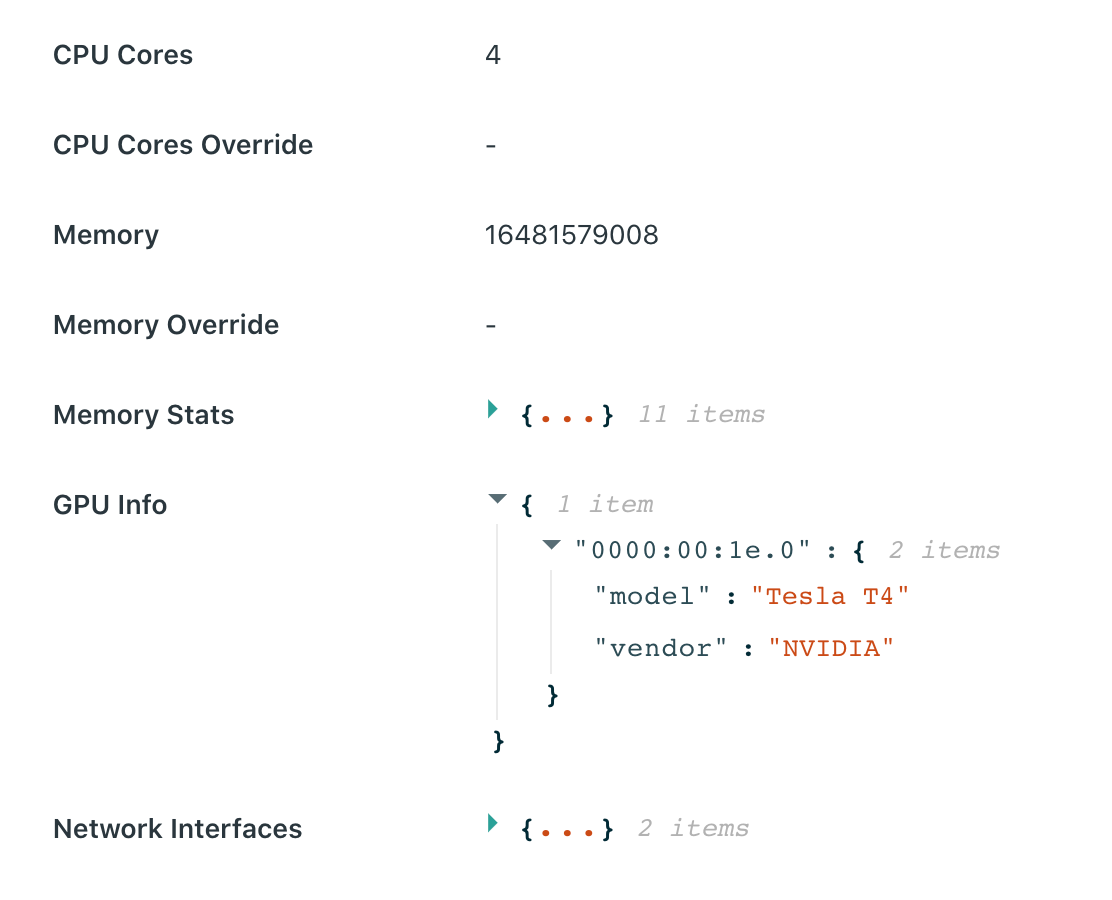 CPU Cores 4
CPU Cores Override -
Memory 16481579008
Memory Override -
Memory Stats {...} 11 items
GPU Info { 1 item
"0000:00:1e.0" : { 2 items
"model" : "Tesla T4"
"vendor" : "NVIDIA"
}
}
Network Interfaces {...} 2 items